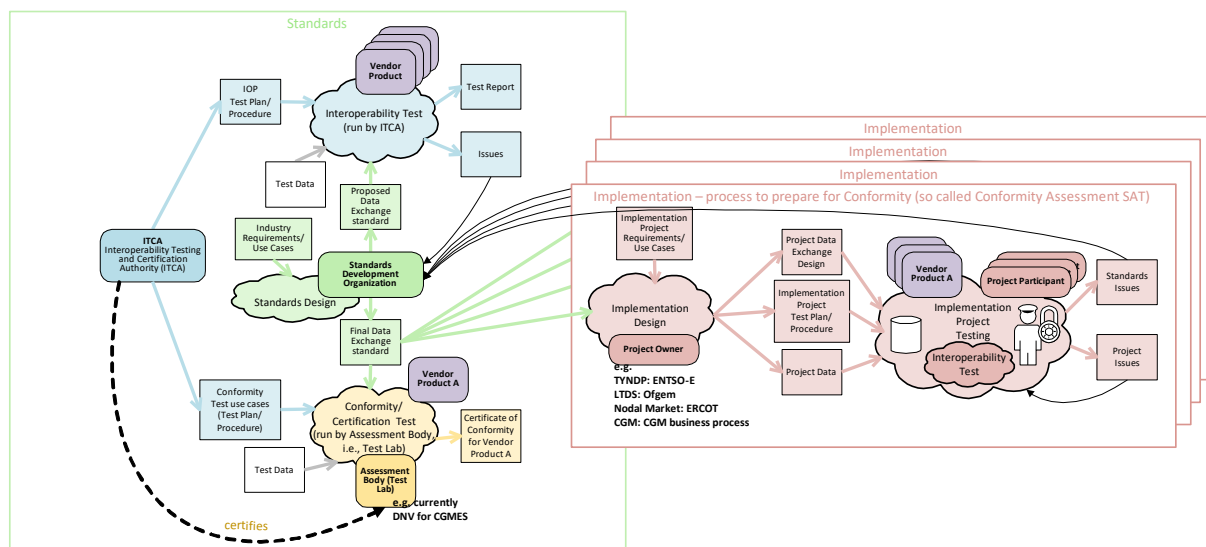 Standards
Vendor
Product
IOP
Test Plan/
Procedure
Interoperability Test
(run by ITCA)
Test Report
Issues
Test Data
Proposed
Data
Exchange
standard
Industry
Requirements/
Use Cases
ITCA
Interoperability Testing
and Certification
Authority (ITCA)
Standards
Development
Organization
Standards Design
Final Data
Exchange
standard
Vendor
Product A
Conformity
Test use cases
(Test Plan/
Procedure)
Conformity/
Certification Test
(run by Assessment Body,
i.e., Test Lab)
Certificate of
Conformity
for Vendor
Product A
Test Data
Assessment
Body (Test
Lab)
e.g. currently
DNV for CGMES
certifies
Implementation
Implementation
Implementation
Implementation – process to prepare for Conformity (so called Conformity Assessment SAT)
Implementation
Project
Requirements/
Use Cases
Implementation
Design
Project Owner
e.g.
TYNDP: ENTSO-E
LTDS: Ofgem
Nodal Market: ERCOT
CGM: CGM business process
Project Data
Exchange
Design
Implementation
Project
Test Plan/
Procedure
Project Data
Vendor
Product A
Project Participant
Implementation
Project
Testing
Interoperability
Test
Standards
Issues
Project
Issues